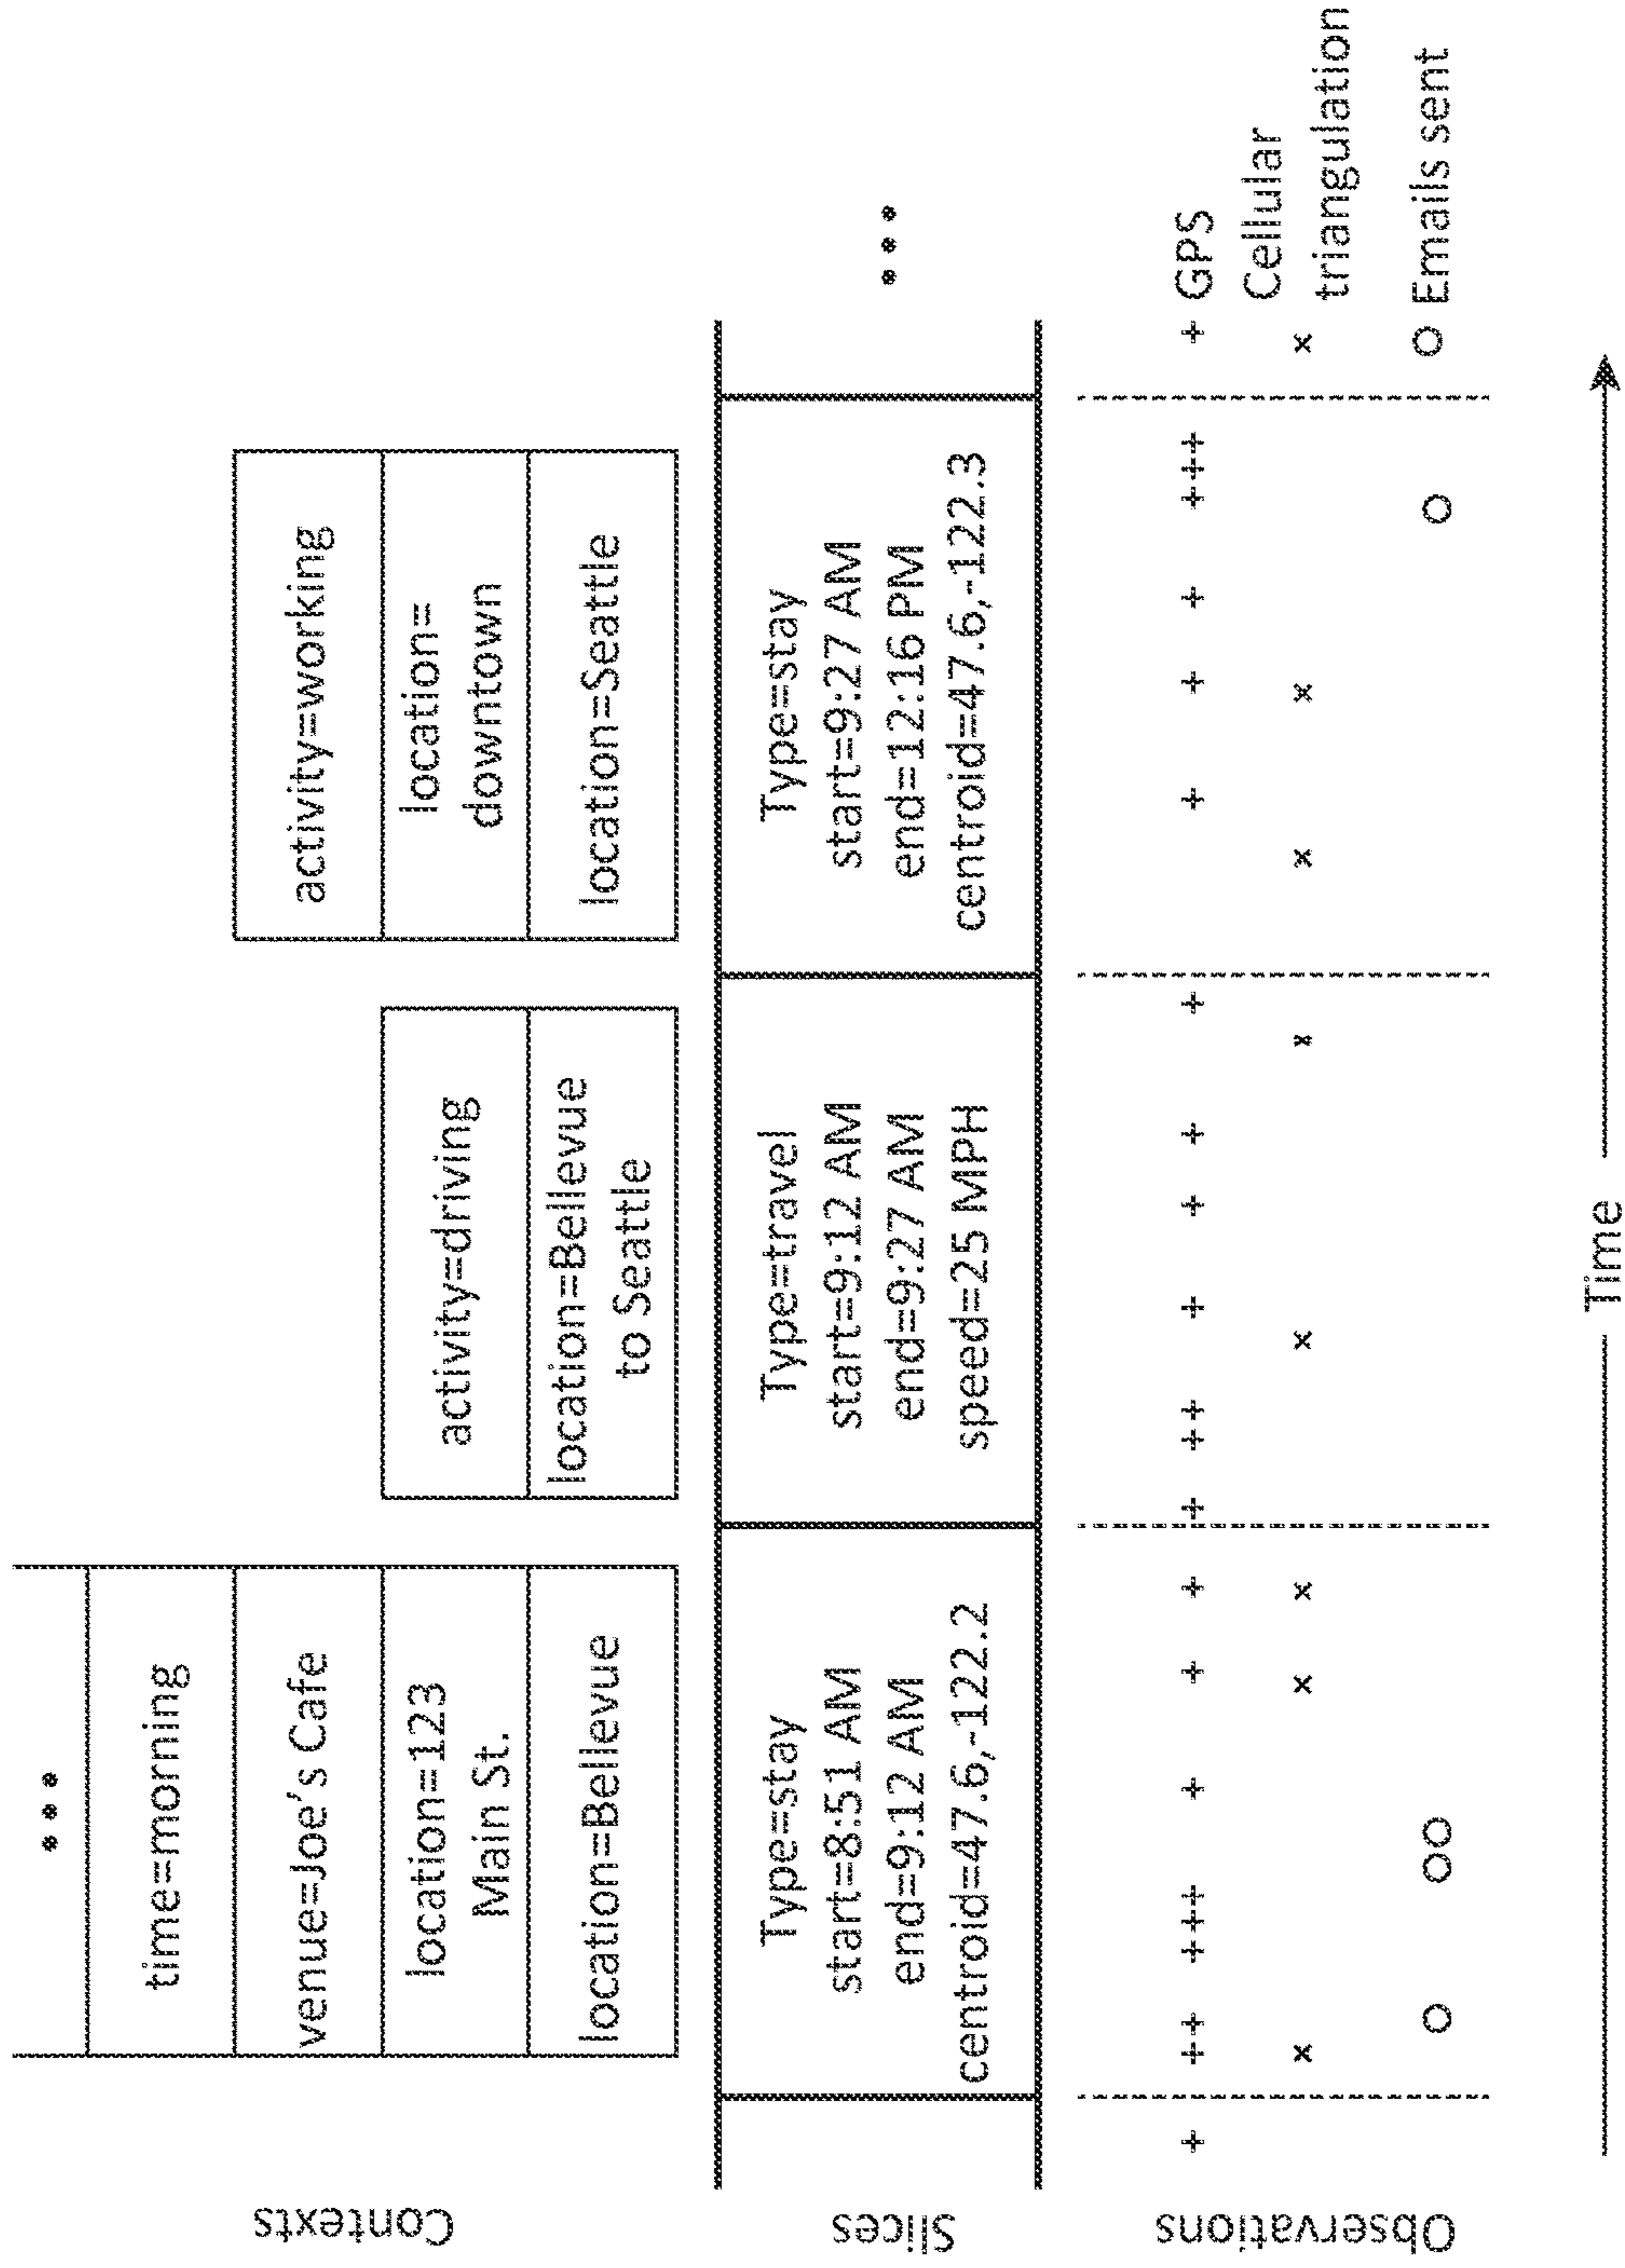 Contexts
•••
time=morning
venue=Joe's Cafe
location=123
Main St.
location=Bellevue
activity=driving
location=Bellevue
to Seattle
activity=working
location=
downtown
location=Seattle
Slices
Type=stay
start=8:51 AM
end=9:12 AM
centroid=47.6,-122.2
Type=travel
start=9:12 AM
end=9:27 AM
speed=25 MPH
Type=stay
start=9:27 AM
end=12:16 PM
centroid=47.6,-122.3
•••
Observations
+ GPS
Cellular
x triangulation
O Emails sent
Time